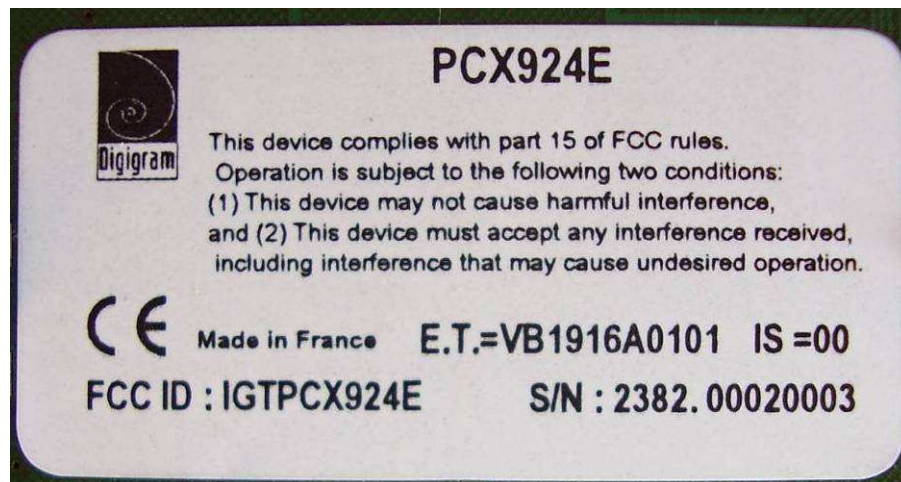 PCX924E
Digigram
This device complies with part 15 of FCC rules.
Operation is subject to the following two conditions:
(1) This device may not cause harmful interference,
and (2) This device must accept any interference received,
including interference that may cause undesired operation.
CE Made in France E.T.=VB1916A0101 IS =00
FCC ID : IGTPCX924E S/N : 2382. 00020003